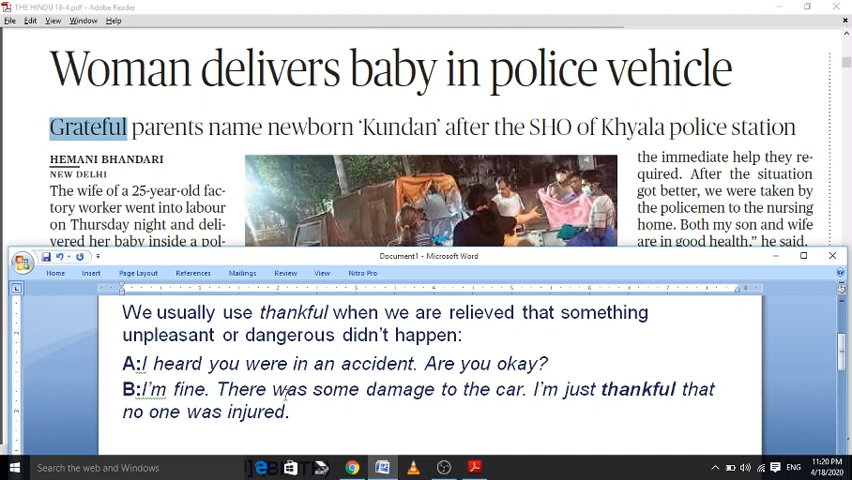 THE HINDU 18-4.pdf - Adobe Reader
File Edit View Window Help
Woman delivers baby in police vehicle
Grateful parents name newborn ‘Kundan’ after the SHO of Khyala police station
HEMANI BHANDARI
NEW DELHI
The wife of a 25-year-old fac-
tory worker went into labour
on Thursday night and deli-
vered her baby inside a pol-
the immediate help they re-
quired. After the situation
got better, we were taken by
the policemen to the nursing
home. Both my son and wife
are in good health,” he said.
Document1 - Microsoft Word
Home Insert Page Layout References Mailings Review View Nitro Pro
We usually use thankful when we are relieved that something
unpleasant or dangerous didn’t happen:
A:I heard you were in an accident. Are you okay?
B:I’m fine. There was some damage to the car. I’m just thankful that
no one was injured.
Search the web and Windows
ENG
11:20 PM
4/18/2020